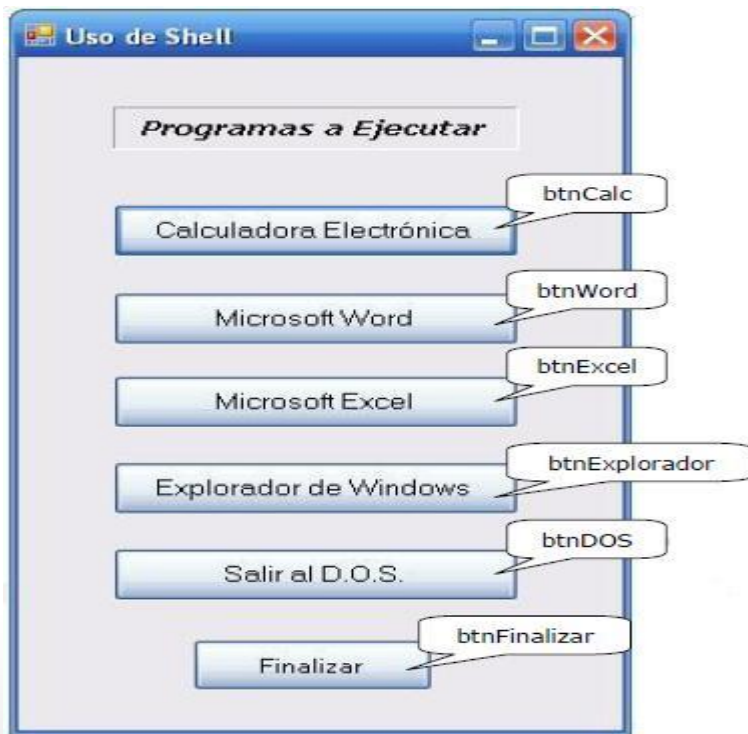 Uso de Shell
Programas a Ejecutar
btnCalc
Calculadora Electrónica
btnWord
Microsoft Word
btnExcel
Microsoft Excel
btnExplorador
Explorador de Windows
btnDOS
Salir al D.O.S.
btnFinalizar
Finalizar